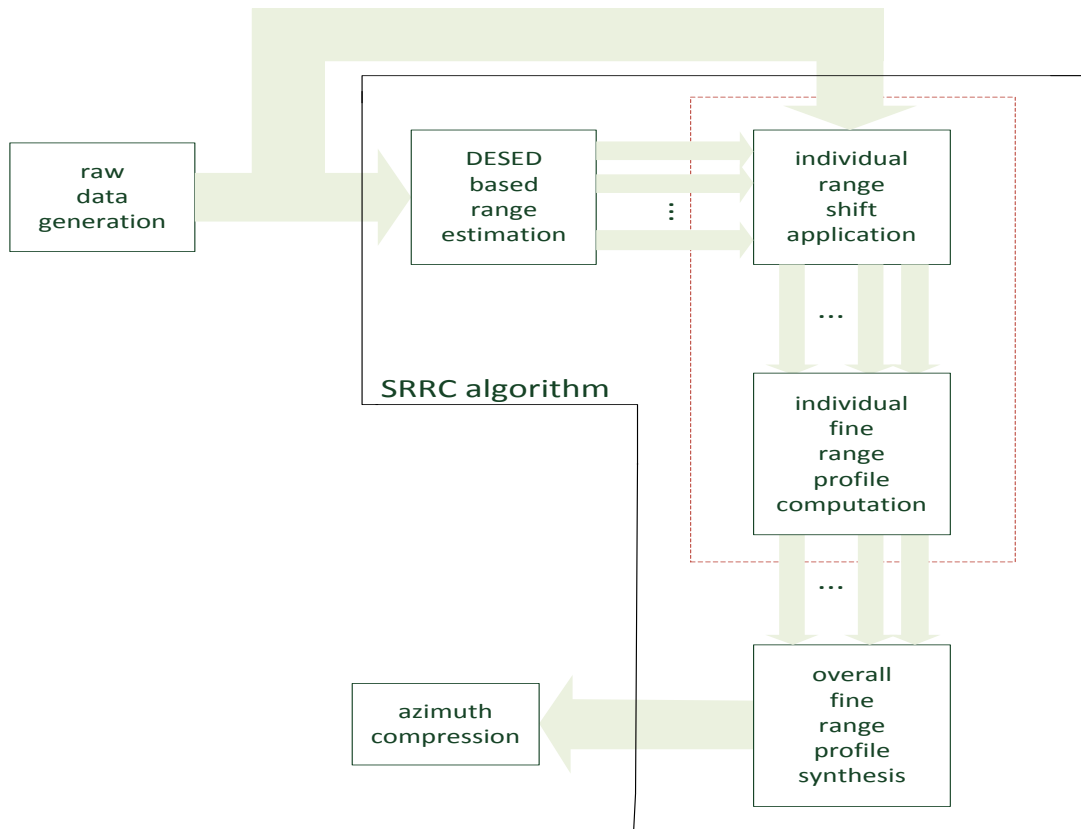 raw
data
generation
DESED
based
range
estimation
⋮
individual
range
shift
application
...
SRRC algorithm
individual
fine
range
profile
computation
...
azimuth
compression
overall
fine
range
profile
synthesis